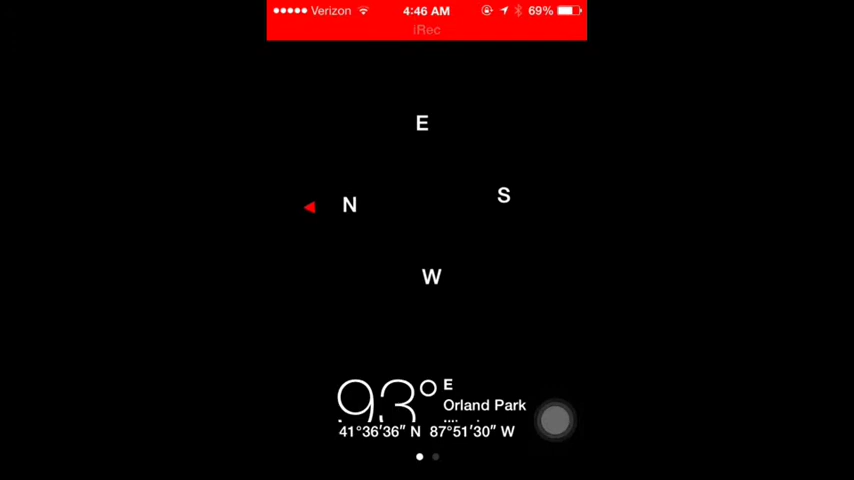 Verizon 4:46 AM 69%
iRec
E
N S
W
93° E
Orland Park
41°36′36″ N 87°51′30″ W